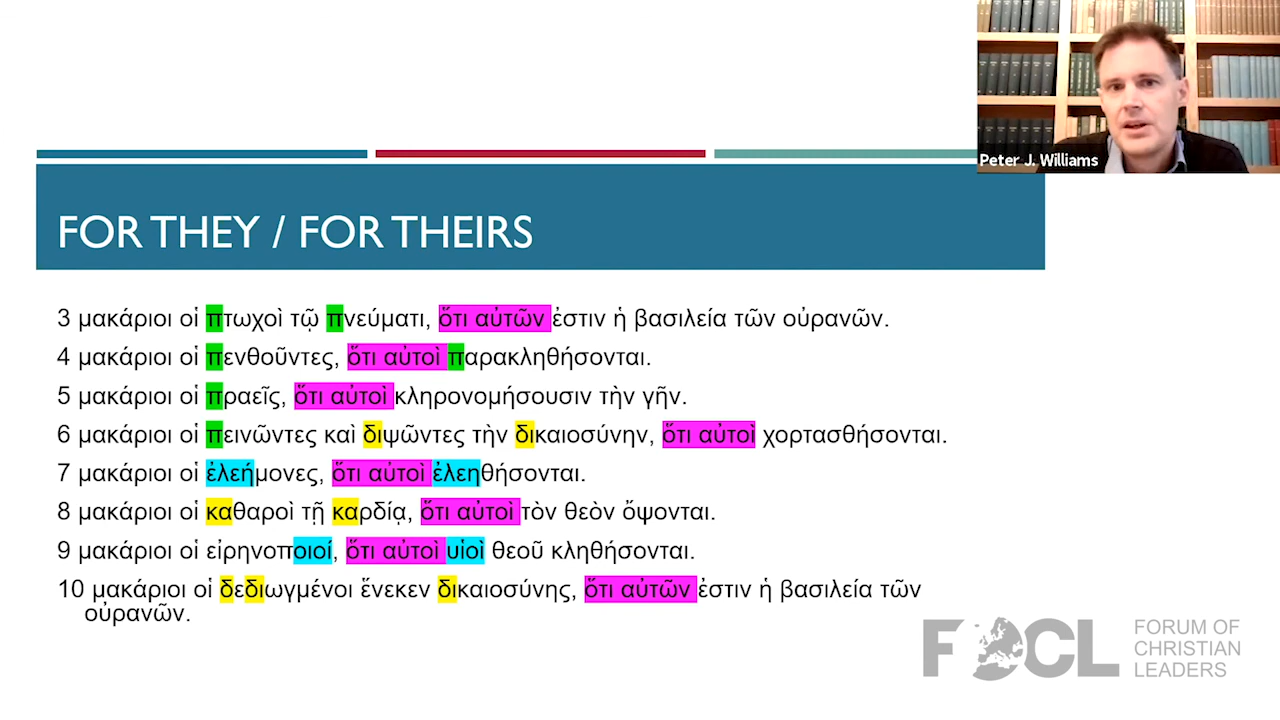 Peter J. Williams
FOR THEY / FOR THEIRS
3 μακάριοι οἱ πτωχοὶ τῷ πνεύματι, ὅτι αὐτῶν ἐστιν ἡ βασιλεία τῶν οὐρανῶν.
4 μακάριοι οἱ πενθοῦντες, ὅτι αὐτοὶ παρακληθήσονται.
5 μακάριοι οἱ πραεῖς, ὅτι αὐτοὶ κληρονομήσουσιν τὴν γῆν.
6 μακάριοι οἱ πεινῶντες καὶ διψῶντες τὴν δικαιοσύνην, ὅτι αὐτοὶ χορτασθήσονται.
7 μακάριοι οἱ ἐλεήμονες, ὅτι αὐτοὶ ἐλεηθήσονται.
8 μακάριοι οἱ καθαροὶ τῇ καρδίᾳ, ὅτι αὐτοὶ τὸν θεὸν ὄψονται.
9 μακάριοι οἱ εἰρηνοποιοί, ὅτι αὐτοὶ υἱοὶ θεοῦ κληθήσονται.
10 μακάριοι οἱ δεδιωγμένοι ἕνεκεν δικαιοσύνης, ὅτι αὐτῶν ἐστιν ἡ βασιλεία τῶν
οὐρανῶν.
FOCL
FORUM OF
CHRISTIAN
LEADERS